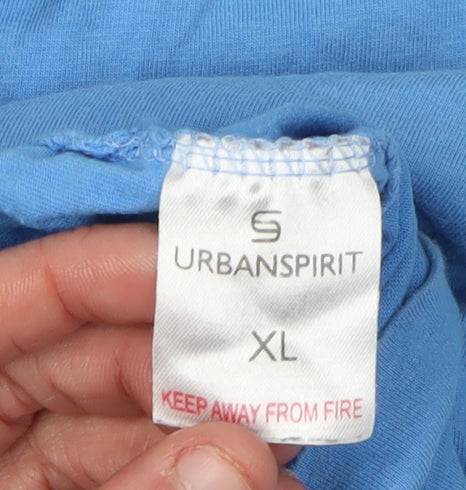 S
URBANSPIRIT
XL
KEEP AWAY FROM FIRE